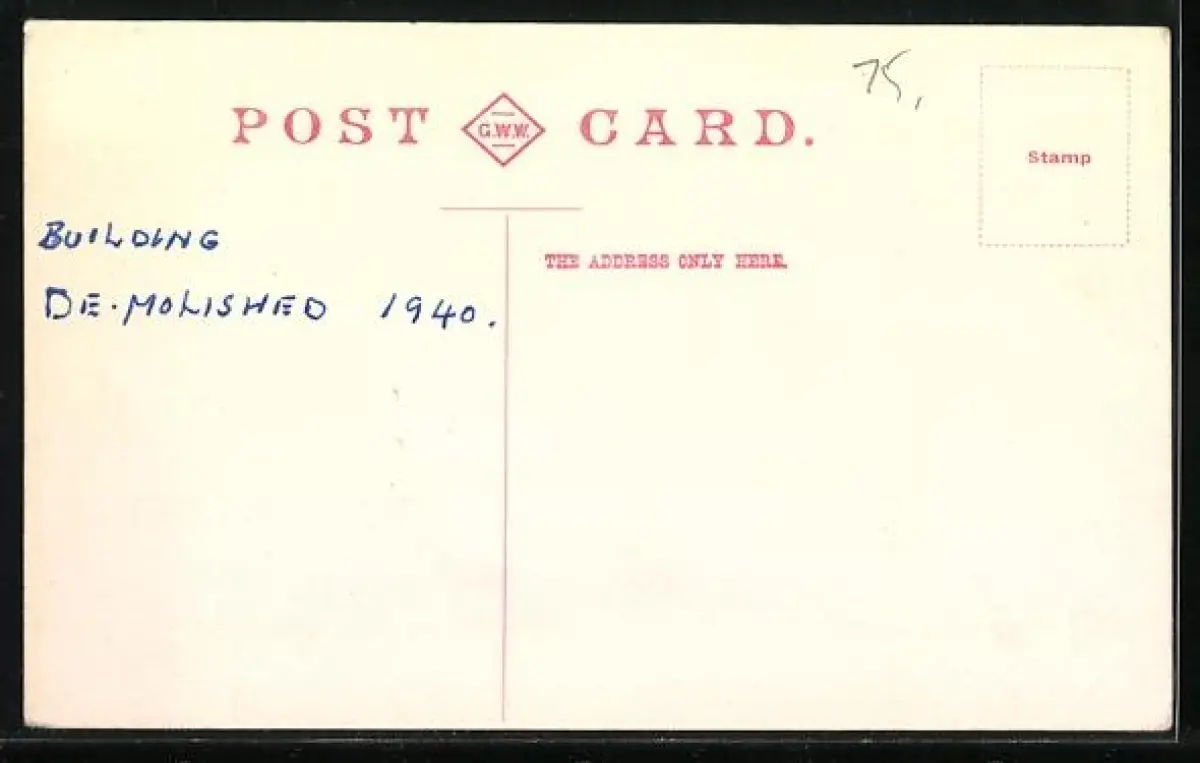 75,
POST G.W.W. CARD.
Stamp
BUILDING
THE ADDRESS ONLY HERE.
DE-MOLISHED 1940.